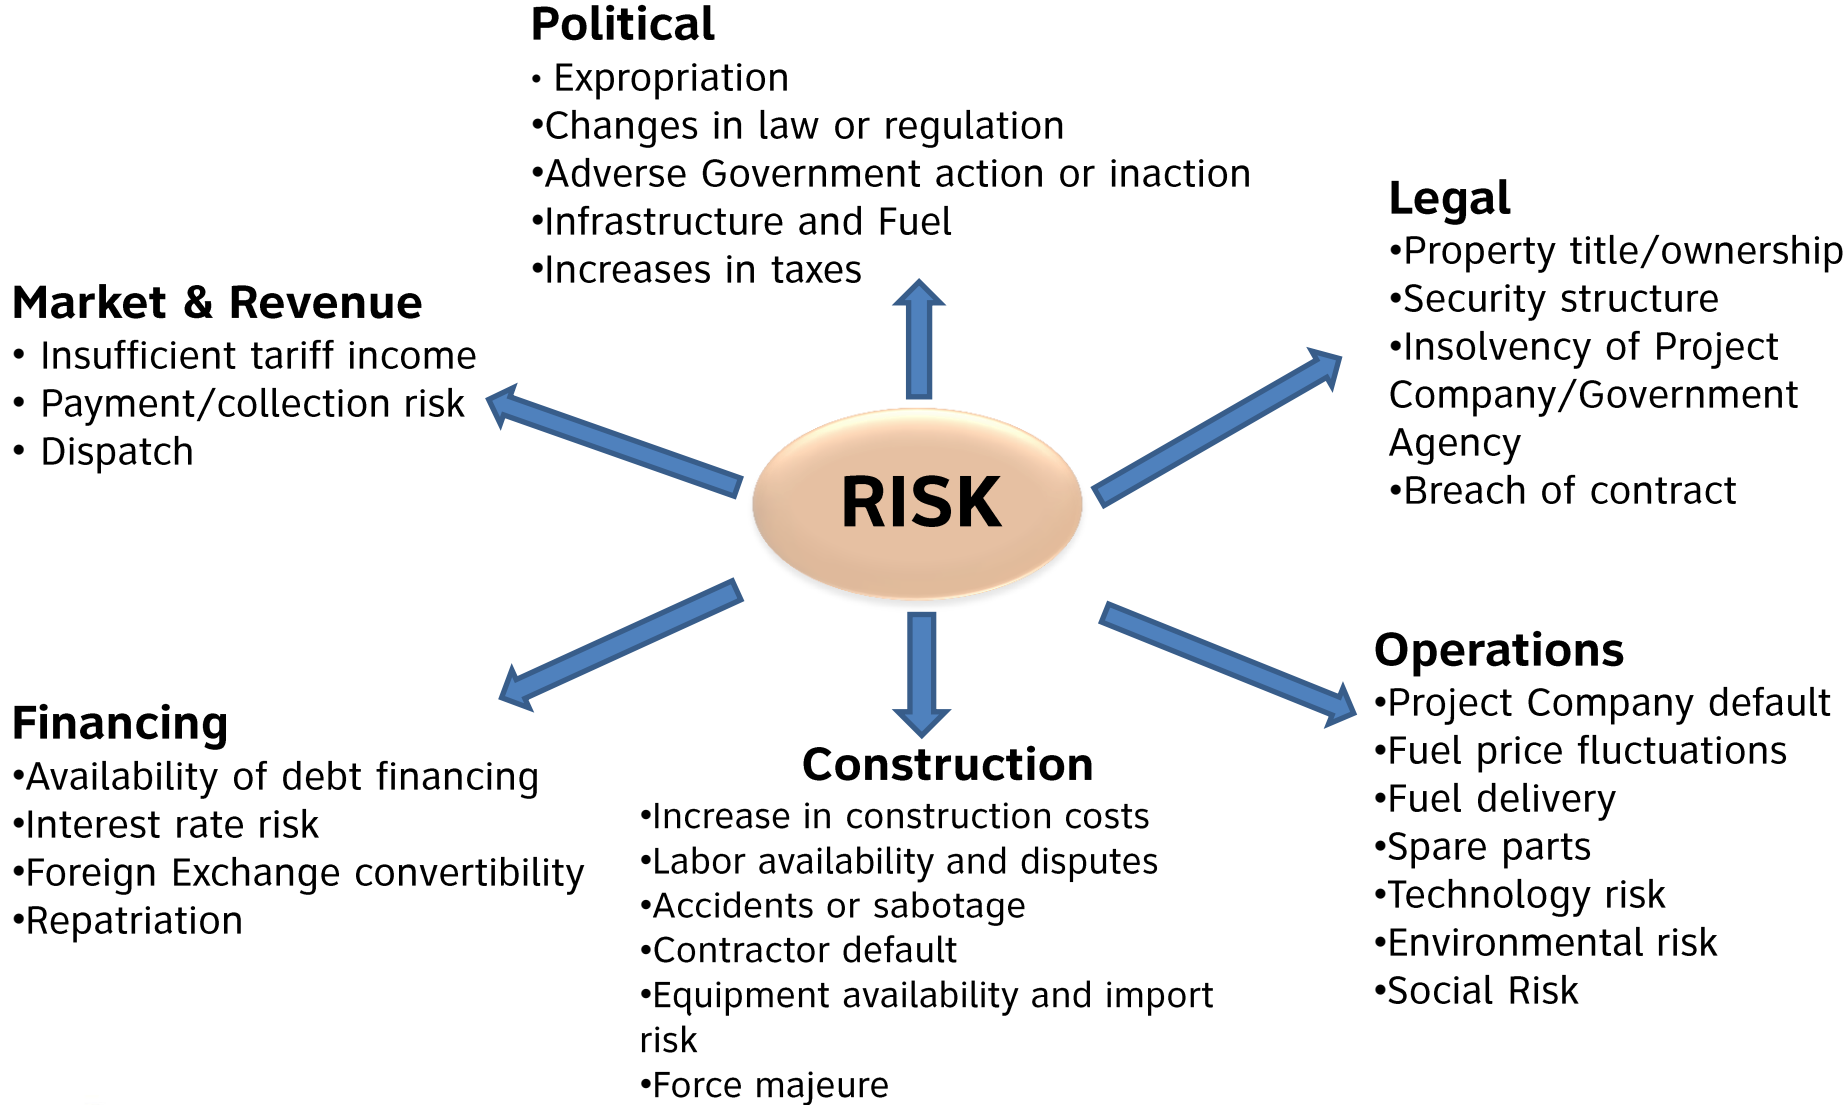 Political
• Expropriation
•Changes in law or regulation
•Adverse Government action or inaction
•Infrastructure and Fuel
•Increases in taxes
Legal
•Property title/ownership
•Security structure
•Insolvency of Project
Company/Government
Agency
•Breach of contract
Market & Revenue
• Insufficient tariff income
• Payment/collection risk
• Dispatch
RISK
Financing
•Availability of debt financing
•Interest rate risk
•Foreign Exchange convertibility
•Repatriation
Construction
•Increase in construction costs
•Labor availability and disputes
•Accidents or sabotage
•Contractor default
•Equipment availability and import
risk
•Force majeure
Operations
•Project Company default
•Fuel price fluctuations
•Fuel delivery
•Spare parts
•Technology risk
•Environmental risk
•Social Risk